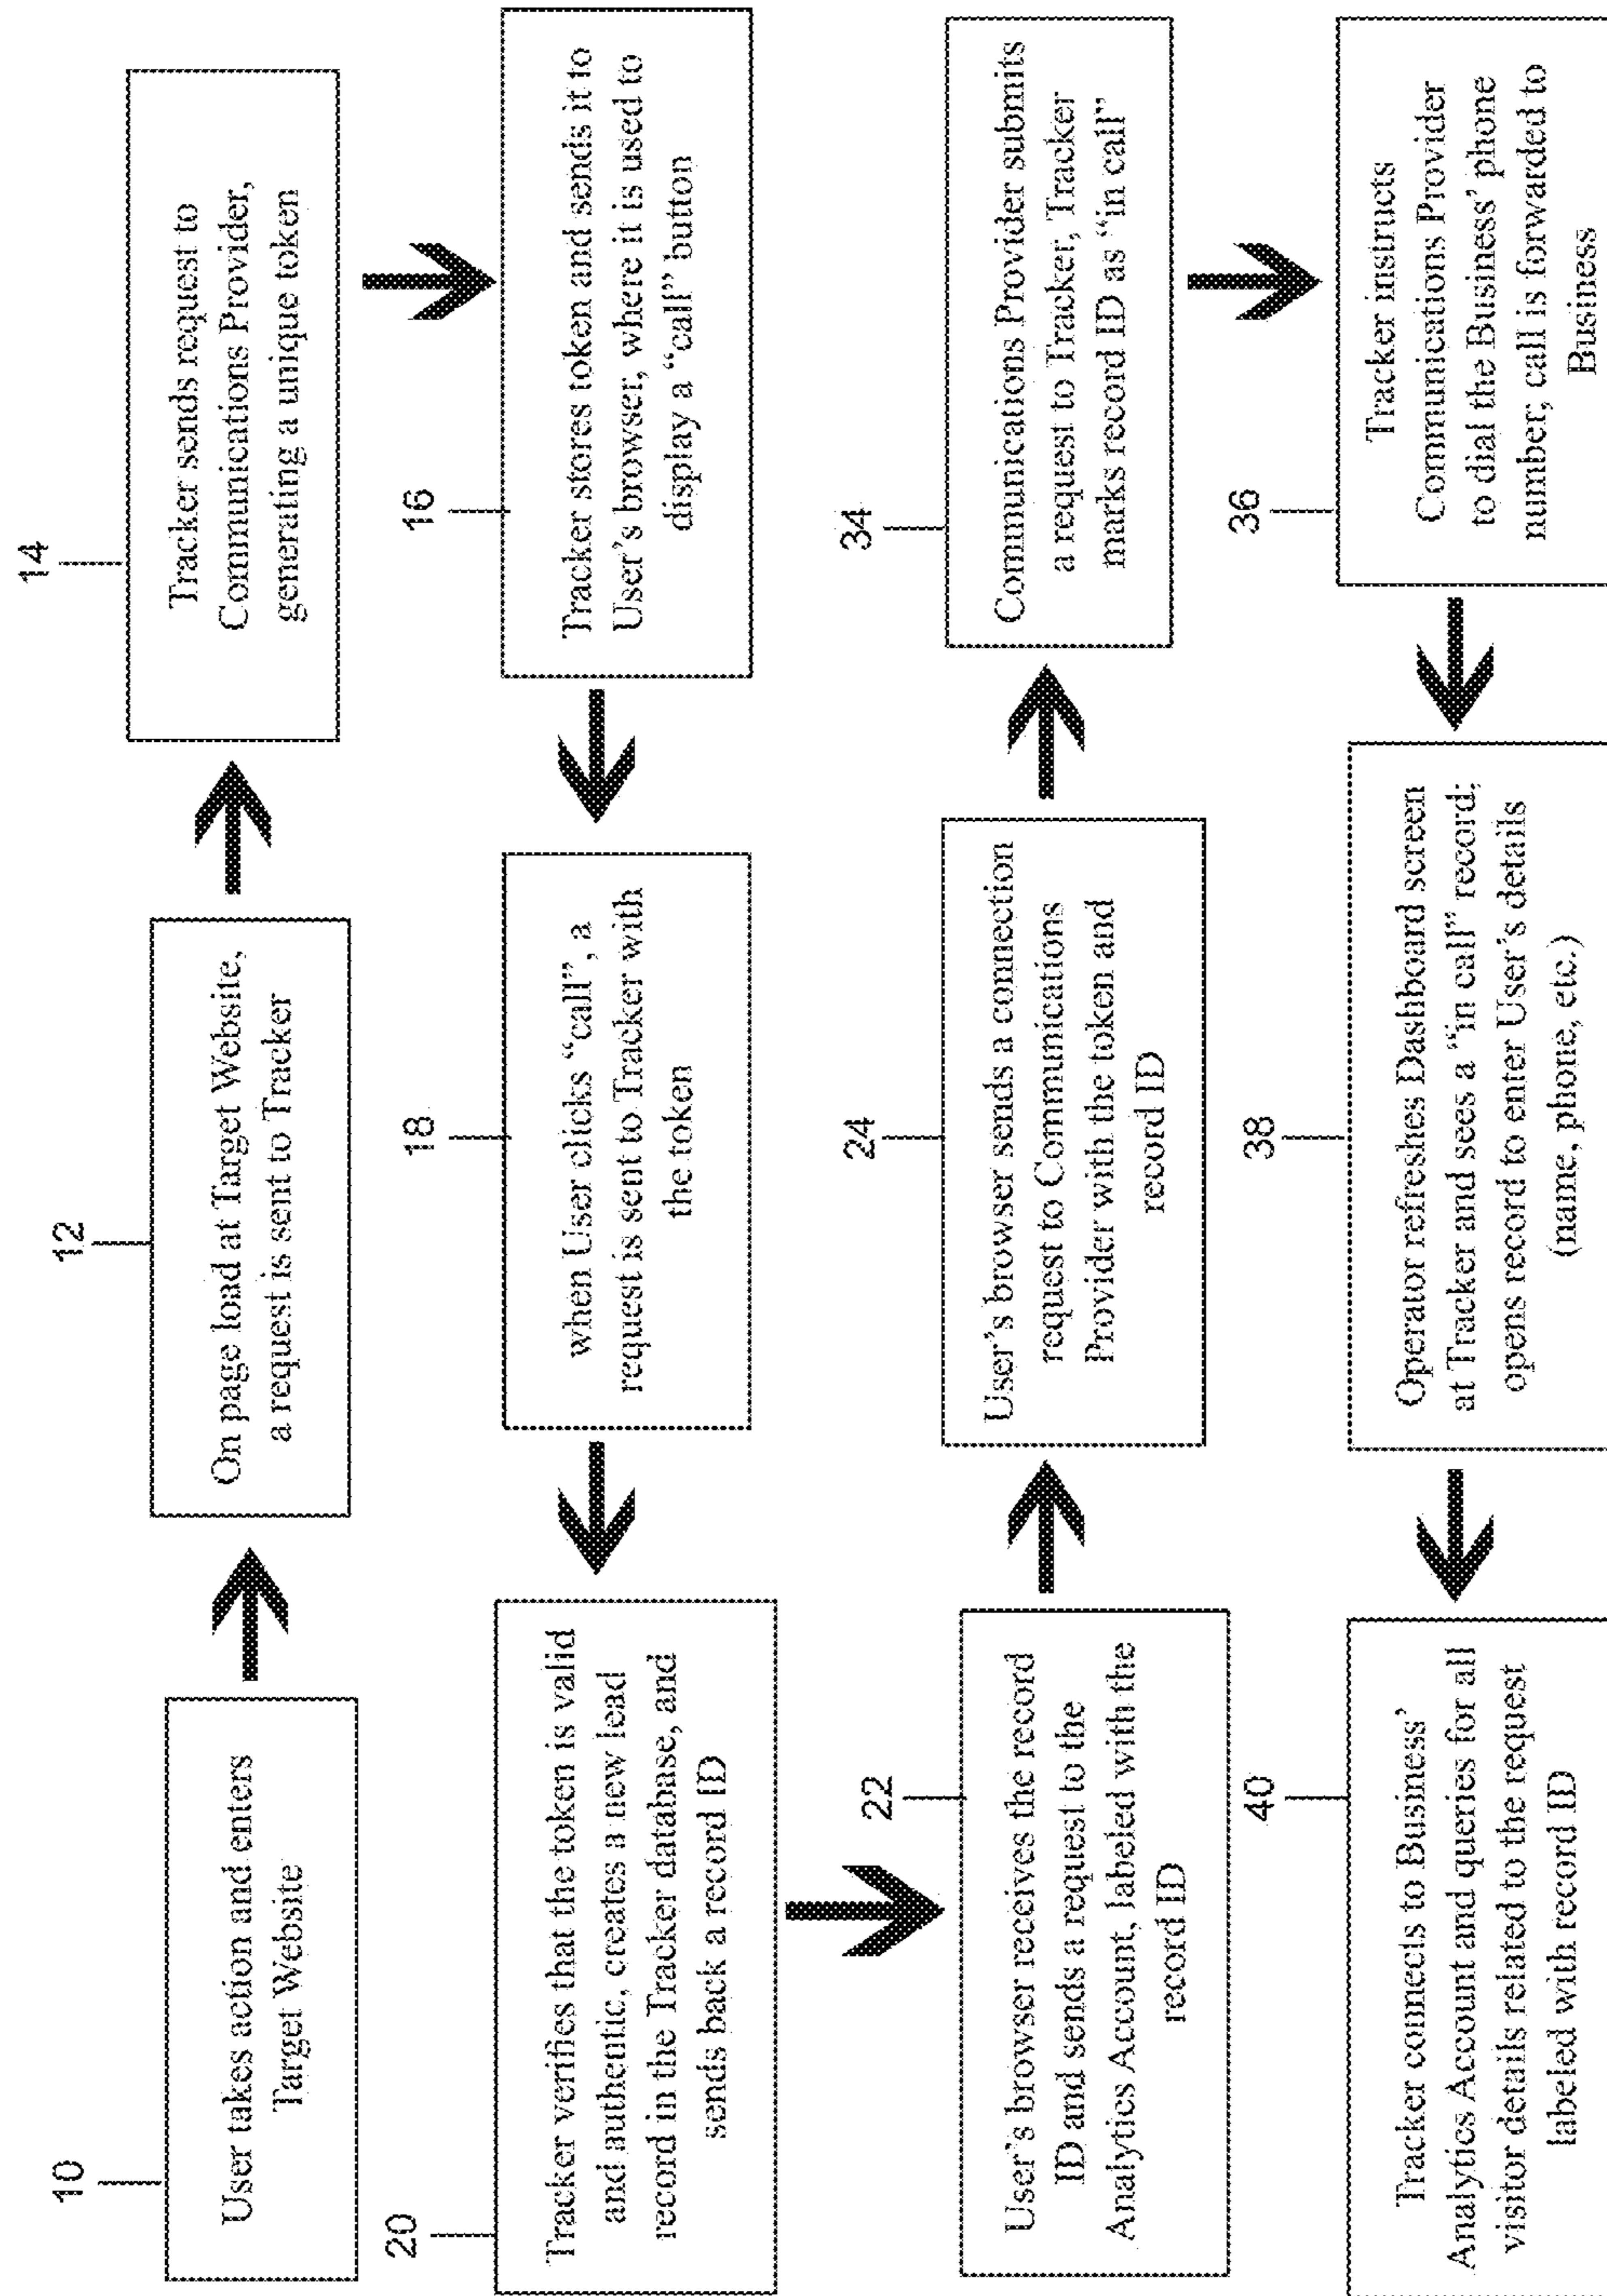 10
User takes action and enters
Target Website
12
On page load at Target Website,
a request is sent to Tracker
14
Tracker sends request to
Communications Provider,
generating a unique token
16
Tracker stores token and sends it to
User's browser, where it is used to
display a "call" button
18
when User clicks "call", a
request is sent to Tracker with
the token
20
Tracker verifies that the token is valid
and authentic, creates a new lead
record in the Tracker database, and
sends back a record ID
22
User's browser receives the record
ID and sends a request to the
Analytics Account, labeled with the
record ID
24
User's browser sends a connection
request to Communications
Provider with the token and
record ID
34
Communications Provider submits
a request to Tracker, Tracker
marks record ID as "in call"
36
Tracker instructs
Communications Provider
to dial the Business' phone
number; call is forwarded to
Business
38
Operator refreshes Dashboard screen
at Tracker and sees a "in call" record;
opens record to enter User's details
(name, phone, etc.)
40
Tracker connects to Business'
Analytics Account and queries for all
visitor details related to the request
labeled with record ID